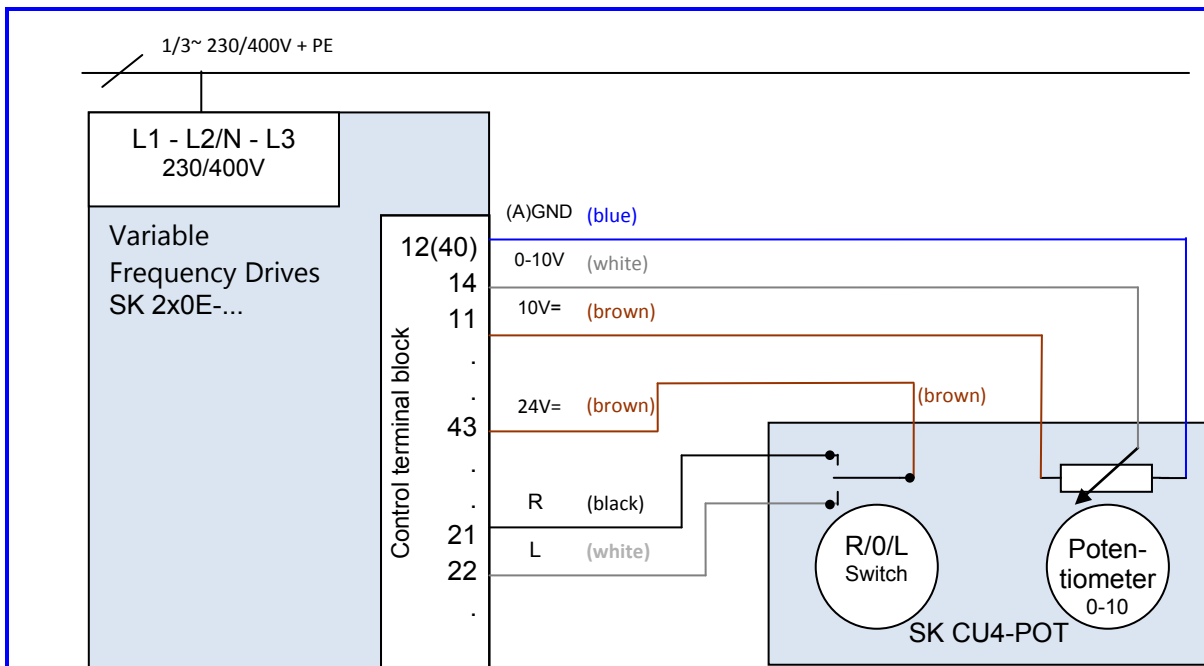 1/3~ 230/400V + PE
L1 - L2/N - L3
230/400V
Variable
Frequency Drives
SK 2x0E-...
Control terminal block
12(40)
14
11
.
.
43
.
.
21
22
.
(A)GND (blue)
0-10V (white)
10V= (brown)
24V= (brown)
(brown)
R (black)
L (white)
R/0/L
Switch
Poten-
tiometer
0-10
SK CU4-POT